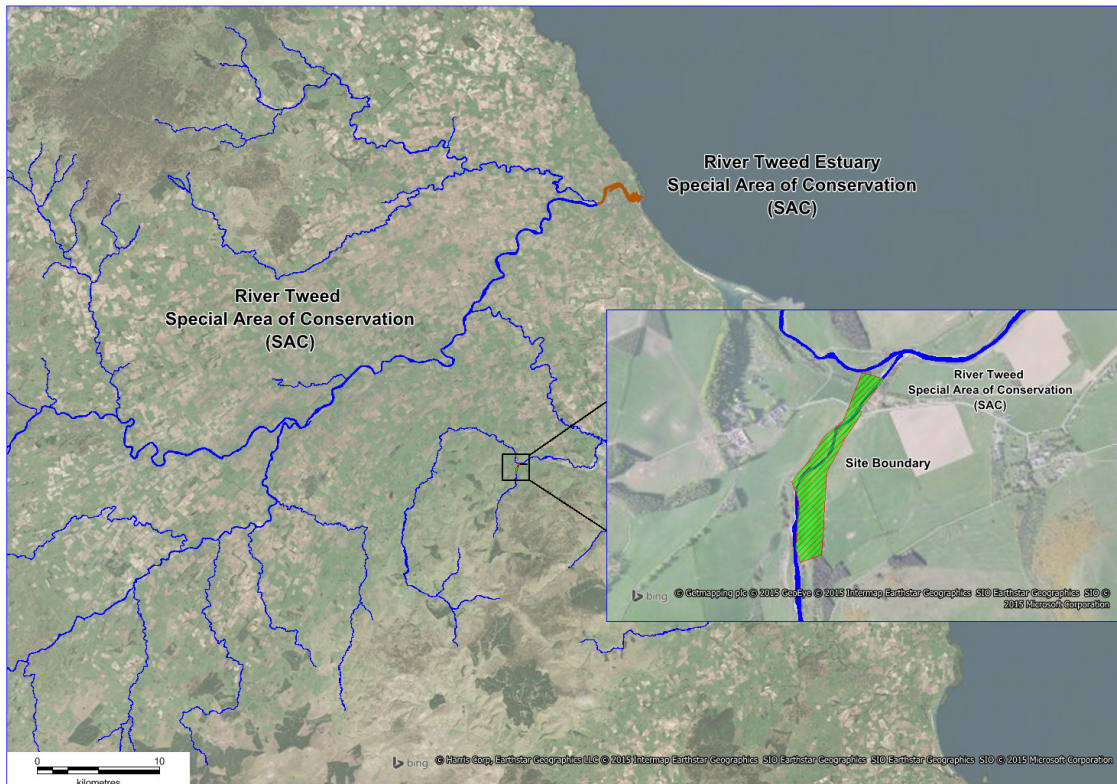 River Tweed Estuary
Special Area of Conservation
(SAC)
River Tweed
Special Area of Conservation
(SAC)
River Tweed
Special Area of Conservation
(SAC)
Site Boundary
bing
© Getmapping plc © 2015 GeoEye © 2015 Intermap Earthstar Geographics SIO Earthstar Geographics SIO ©
2015 Microsoft Corporation
0 10
kilometres
bing
© Harris Corp, Earthstar Geographics LLC © 2015 Intermap Earthstar Geographics SIO Earthstar Geographics SIO Earthstar Geographics SIO © 2015 Microsoft Corporation